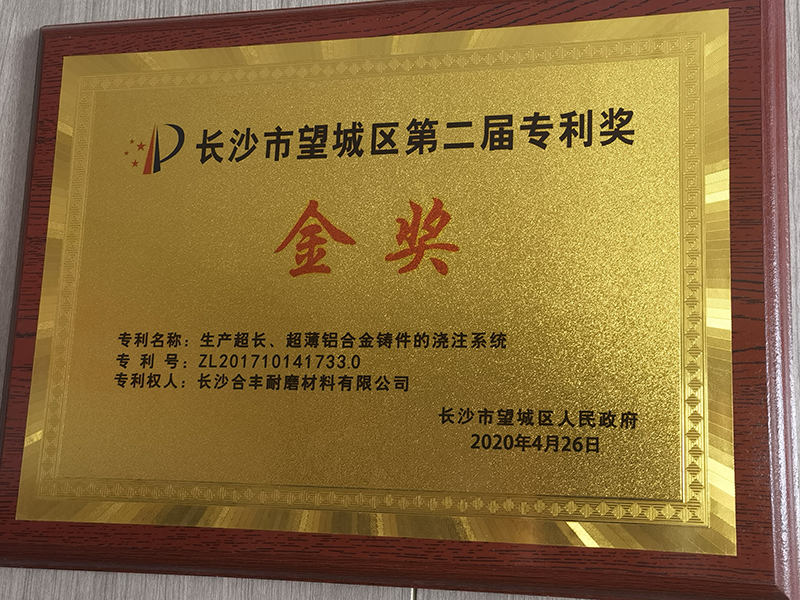 长沙市望城区第二届专利奖
金奖
专利名称：生产超长、超薄铝合金铸件的浇注系统
专利号：ZL201710141733.0
专利权人：长沙合丰耐磨材料有限公司
长沙市望城区人民政府
2020年4月26日